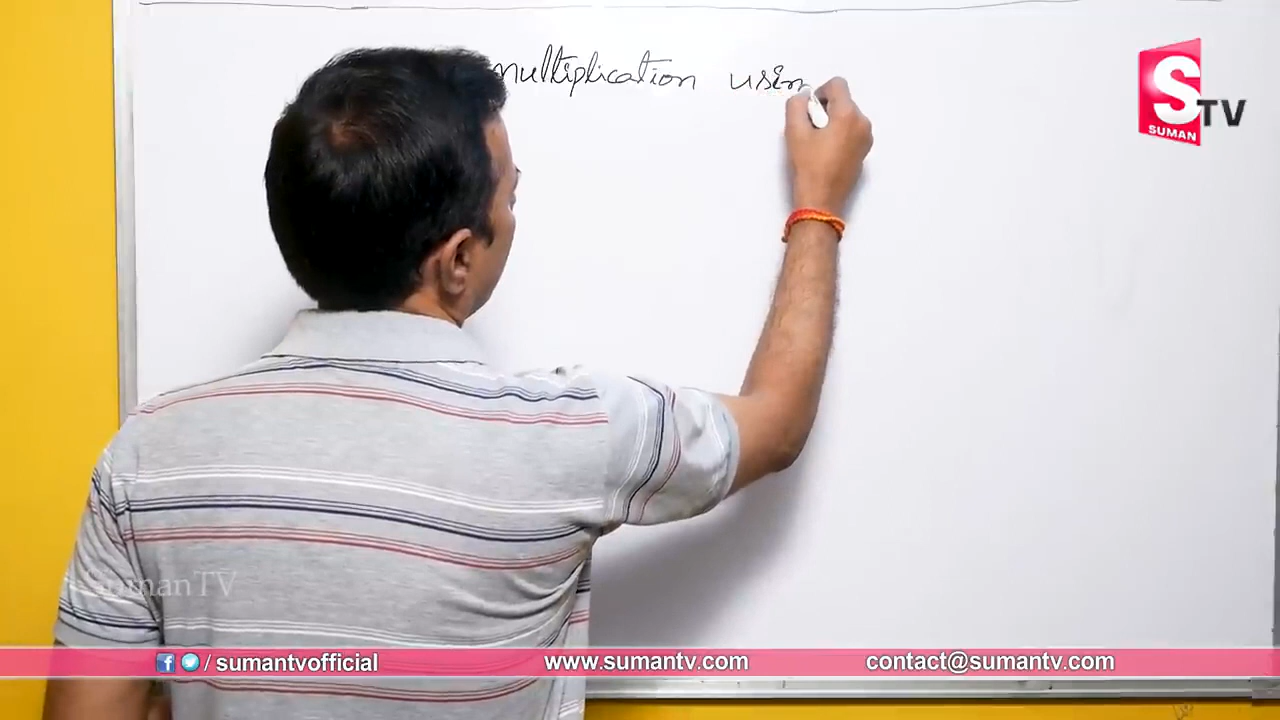 multiplication usin
S TV
SUMAN
SumanTV
/ sumantvofficial
www.sumantv.com
contact@sumantv.com